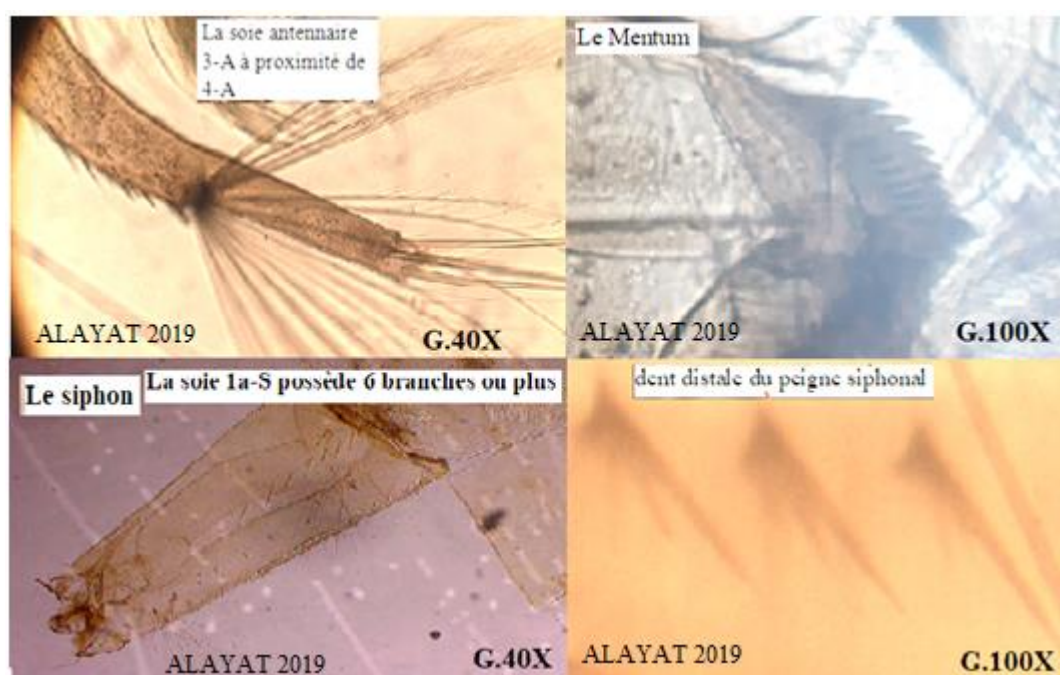 La soie antennaire
3-A à proximité de
4-A
ALAYAT 2019
G.40X
Le Mentum
ALAYAT 2019
G.100X
Le siphon
La soie 1a-S possède 6 branches ou plus
ALAYAT 2019
G.40X
dent distale du peigne siphonal
ALAYAT 2019
G.100X